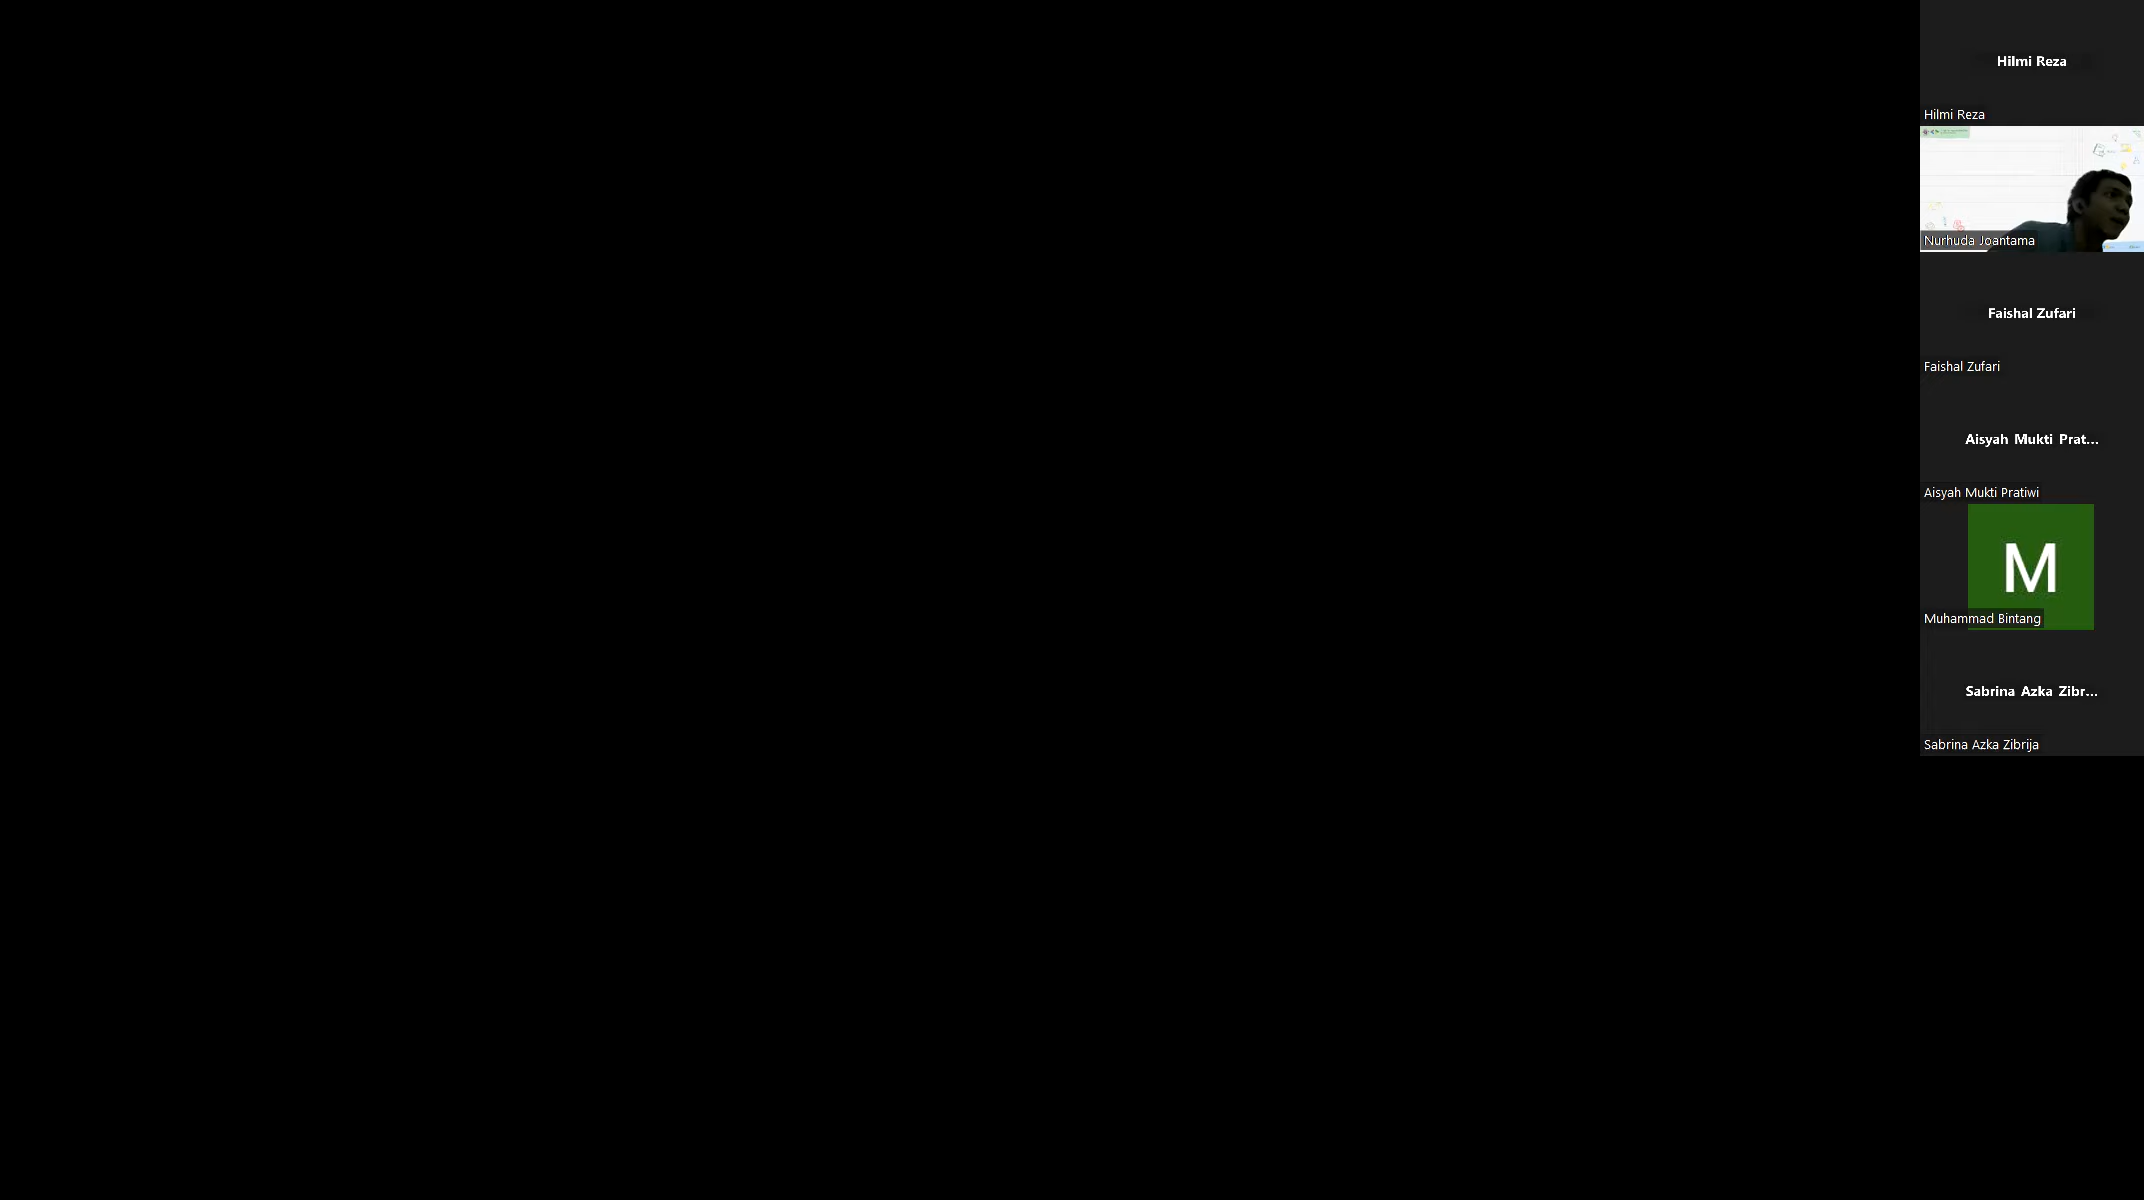 Hilmi Reza
Hilmi Reza
Nurhuda Joantama
Faishal Zufari
Faishal Zufari
Aisyah Mukti Prat...
Aisyah Mukti Pratiwi
M
Muhammad Bintang
Sabrina Azka Zibr...
Sabrina Azka Zibrija